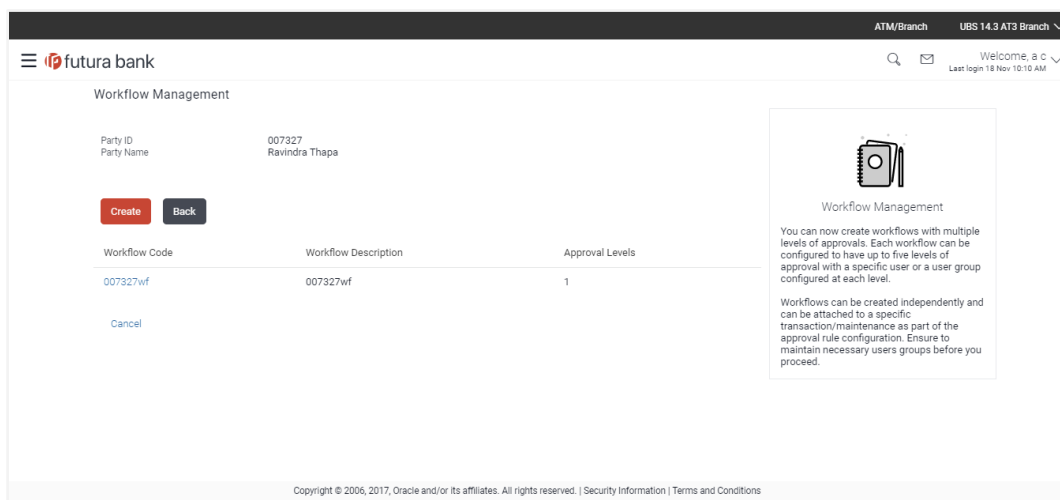 ATM/Branch UBS 14.3 AT3 Branch
futura bank
Welcome, a c
Last login 18 Nov 10:10 AM
Workflow Management
Party ID 007327
Party Name Ravindra Thapa
Create Back
Workflow Code Workflow Description Approval Levels
007327wf 007327wf 1
Cancel
Workflow Management
You can now create workflows with multiple
levels of approvals. Each workflow can be
configured to have up to five levels of
approval with a specific user or a user group
configured at each level.
Workflows can be created independently and
can be attached to a specific
transaction/maintenance as part of the
approval rule configuration. Ensure to
maintain necessary users groups before you
proceed.
Copyright © 2006, 2017, Oracle and/or its affiliates. All rights reserved. | Security Information | Terms and Conditions